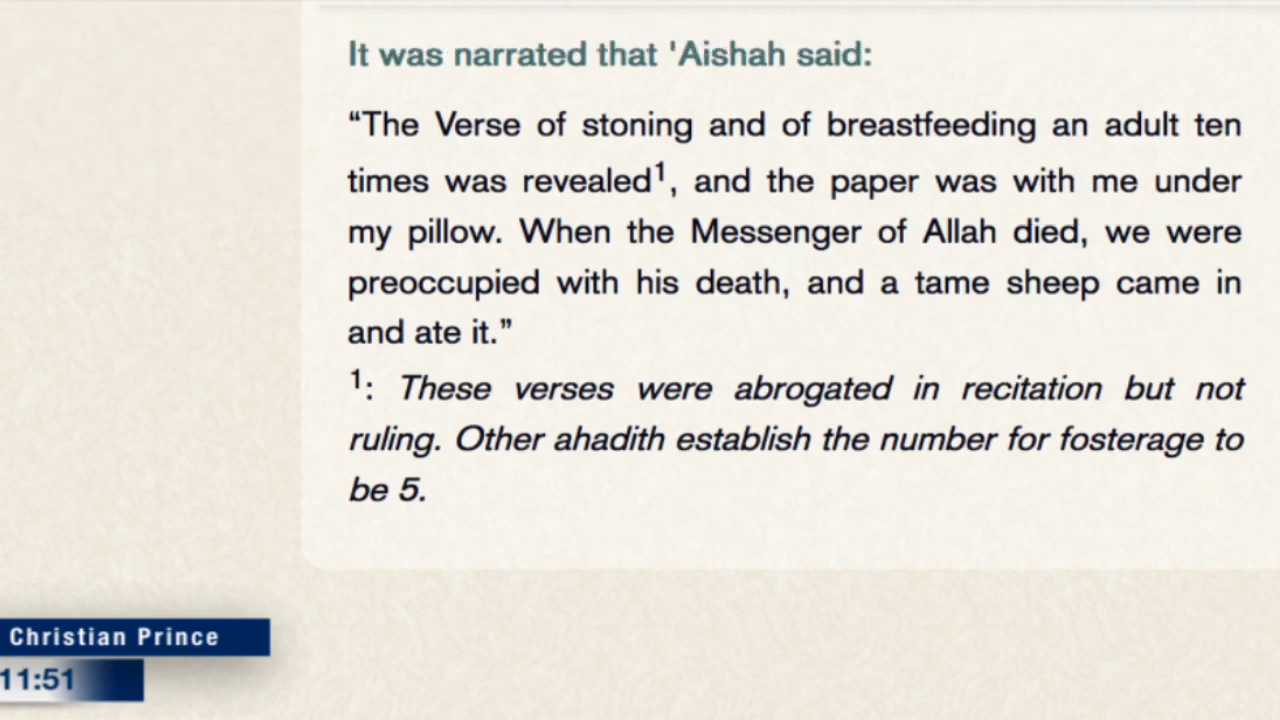 It was narrated that 'Aishah said:
“The Verse of stoning and of breastfeeding an adult ten
times was revealed¹, and the paper was with me under
my pillow. When the Messenger of Allah died, we were
preoccupied with his death, and a tame sheep came in
and ate it.”
¹: These verses were abrogated in recitation but not
ruling. Other ahadith establish the number for fosterage to
be 5.
Christian Prince
11:51